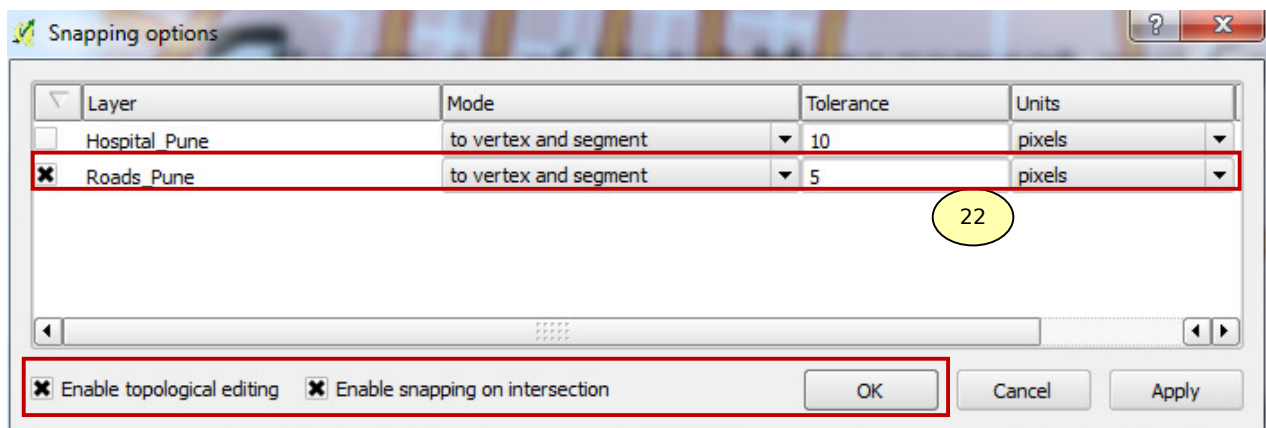 Snapping options
?
X
Layer Mode Tolerance Units
Hospital_Pune to vertex and segment 10 pixels
Roads_Pune to vertex and segment 5 pixels
22
Enable topological editing Enable snapping on intersection OK Cancel Apply